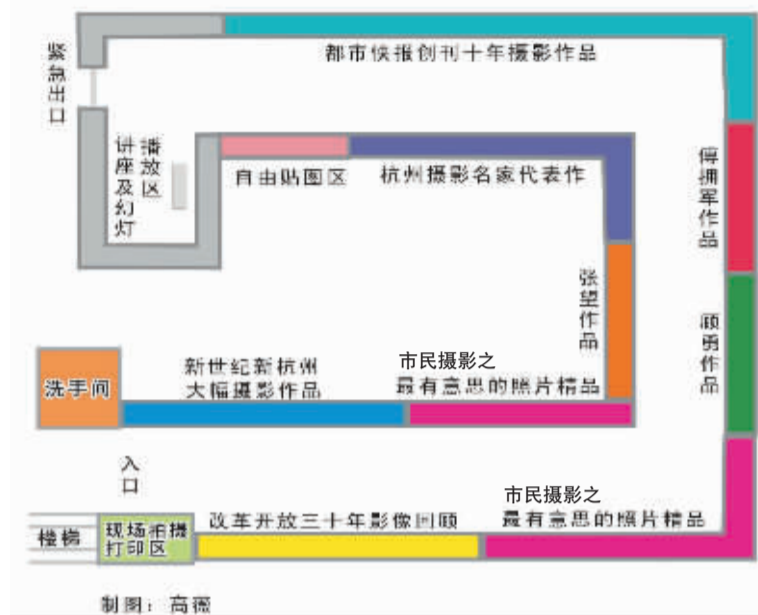 都市快报创刊十年摄影作品
紧急出口
讲座及幻灯
播放区
自由贴图区
杭州摄影名家代表作
傅拥军作品
张望作品
顾勇作品
洗手间
新世纪新杭州
大幅摄影作品
市民摄影之
最有意思的照片精品
入口
市民摄影之
最有意思的照片精品
楼梯
现场拍摄
打印区
改革开放三十年影像回顾
制图：高薇